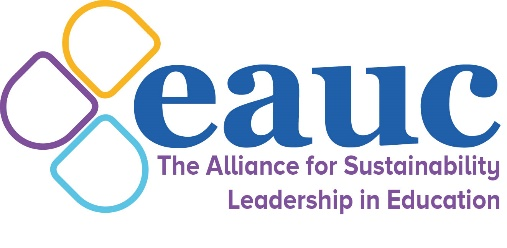 eauc
The Alliance for Sustainability
Leadership in Education